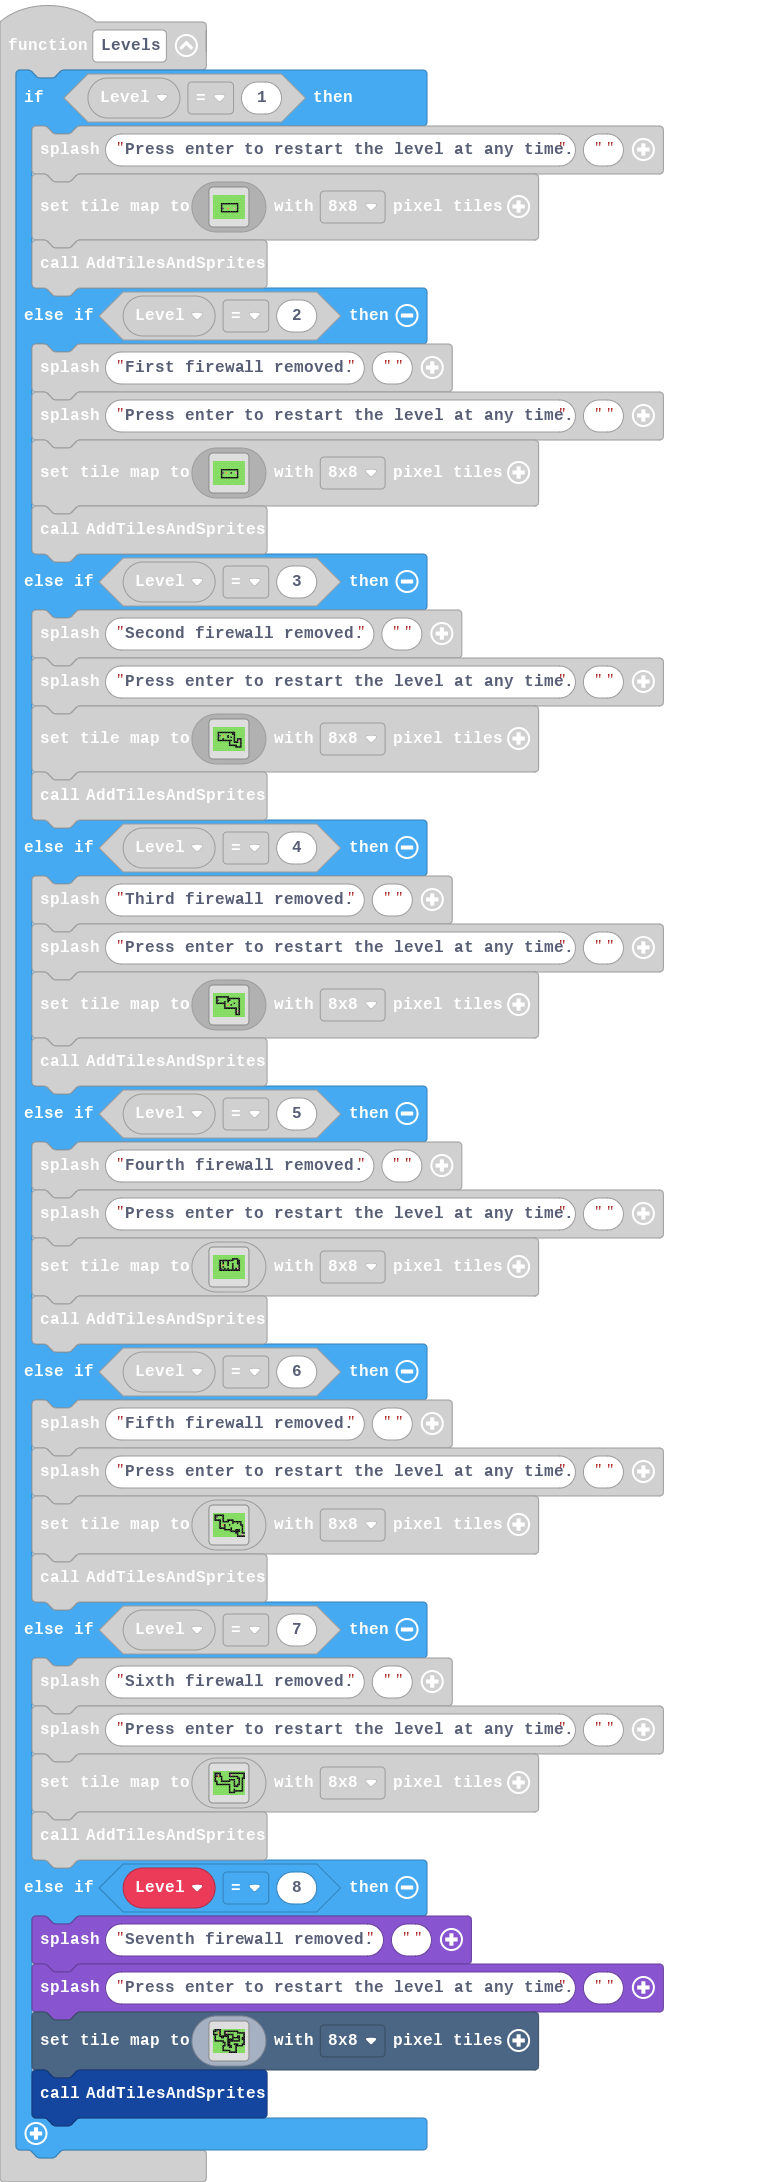 function Levels
if Level = 1 then
splash "Press enter to restart the level at any time." ""
set tile map to with 8x8 pixel tiles
call AddTilesAndSprites
else if Level = 2 then
splash "First firewall removed." ""
splash "Press enter to restart the level at any time." ""
set tile map to with 8x8 pixel tiles
call AddTilesAndSprites
else if Level = 3 then
splash "Second firewall removed." ""
splash "Press enter to restart the level at any time." ""
set tile map to with 8x8 pixel tiles
call AddTilesAndSprites
else if Level = 4 then
splash "Third firewall removed." ""
splash "Press enter to restart the level at any time." ""
set tile map to with 8x8 pixel tiles
call AddTilesAndSprites
else if Level = 5 then
splash "Fourth firewall removed." ""
splash "Press enter to restart the level at any time." ""
set tile map to with 8x8 pixel tiles
call AddTilesAndSprites
else if Level = 6 then
splash "Fifth firewall removed." ""
splash "Press enter to restart the level at any time." ""
set tile map to with 8x8 pixel tiles
call AddTilesAndSprites
else if Level = 7 then
splash "Sixth firewall removed." ""
splash "Press enter to restart the level at any time." ""
set tile map to with 8x8 pixel tiles
call AddTilesAndSprites
else if Level = 8 then
splash "Seventh firewall removed." ""
splash "Press enter to restart the level at any time." ""
set tile map to with 8x8 pixel tiles
call AddTilesAndSprites